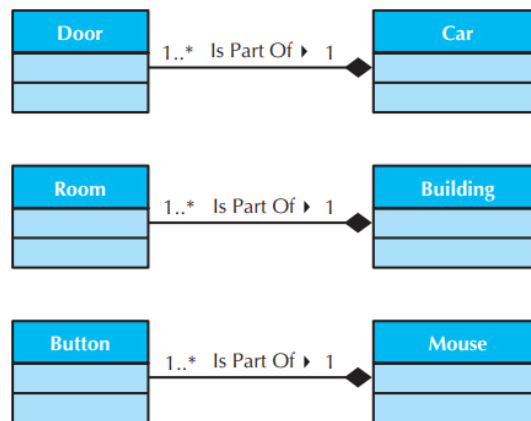 Door Car
1..* Is Part Of ▸ 1
Room Building
1..* Is Part Of ▸ 1
Button Mouse
1..* Is Part Of ▸ 1